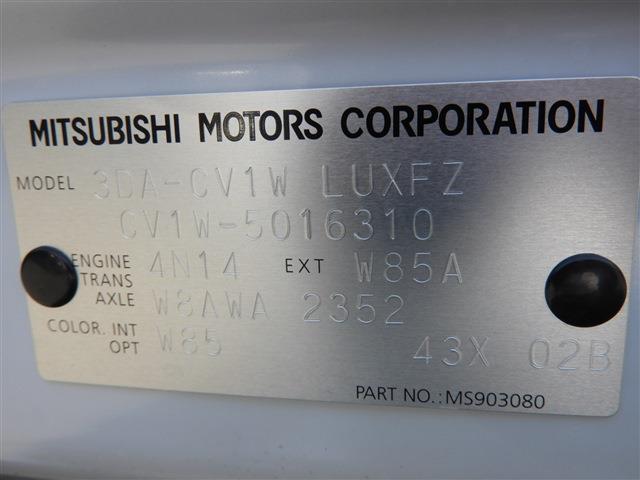 MITSUBISHI MOTORS CORPORATION
MODEL 3DA-CV1W LUXFZ
CV1W-5016310
ENGINE 4N14 EXT W85A
TRANS
AXLE W8AWA 2352
COLOR. INT W85
OPT 43X 02B
PART NO.:MS903080